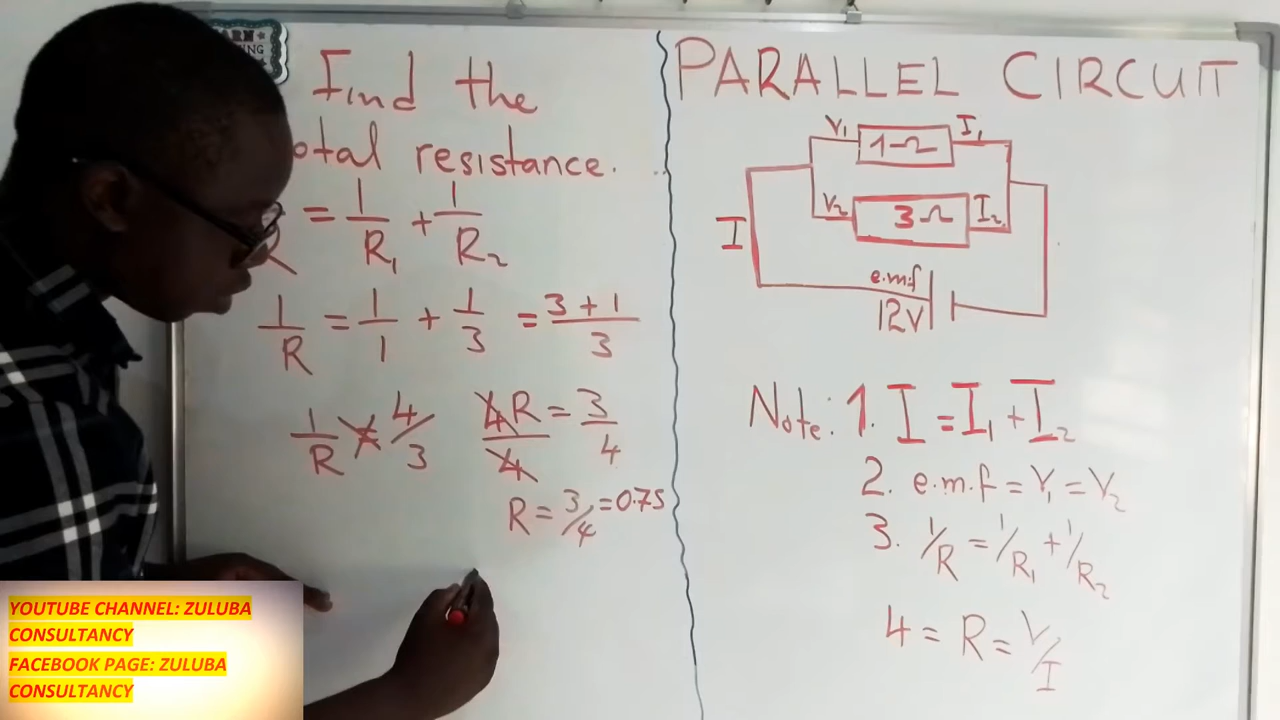 ARN
NG
Find the
otal resistance.
R = 1/R₁ + 1/R₂
1/R = 1/1 + 1/3 = 3+1/3
1/R = 4/3
4R/4 = 3/4
R = 3/4 = 0.75
PARALLEL CIRCUIT
V₁ 1Ω I₁
V₂ 3Ω I₂
I
e.m.f
12V
Note: 1. I = I₁ + I₂
2. e.m.f = V₁ = V₂
3. 1/R = 1/R₁ + 1/R₂
4 = R = V/I
YOUTUBE CHANNEL: ZULUBA
CONSULTANCY
FACEBOOK PAGE: ZULUBA
CONSULTANCY